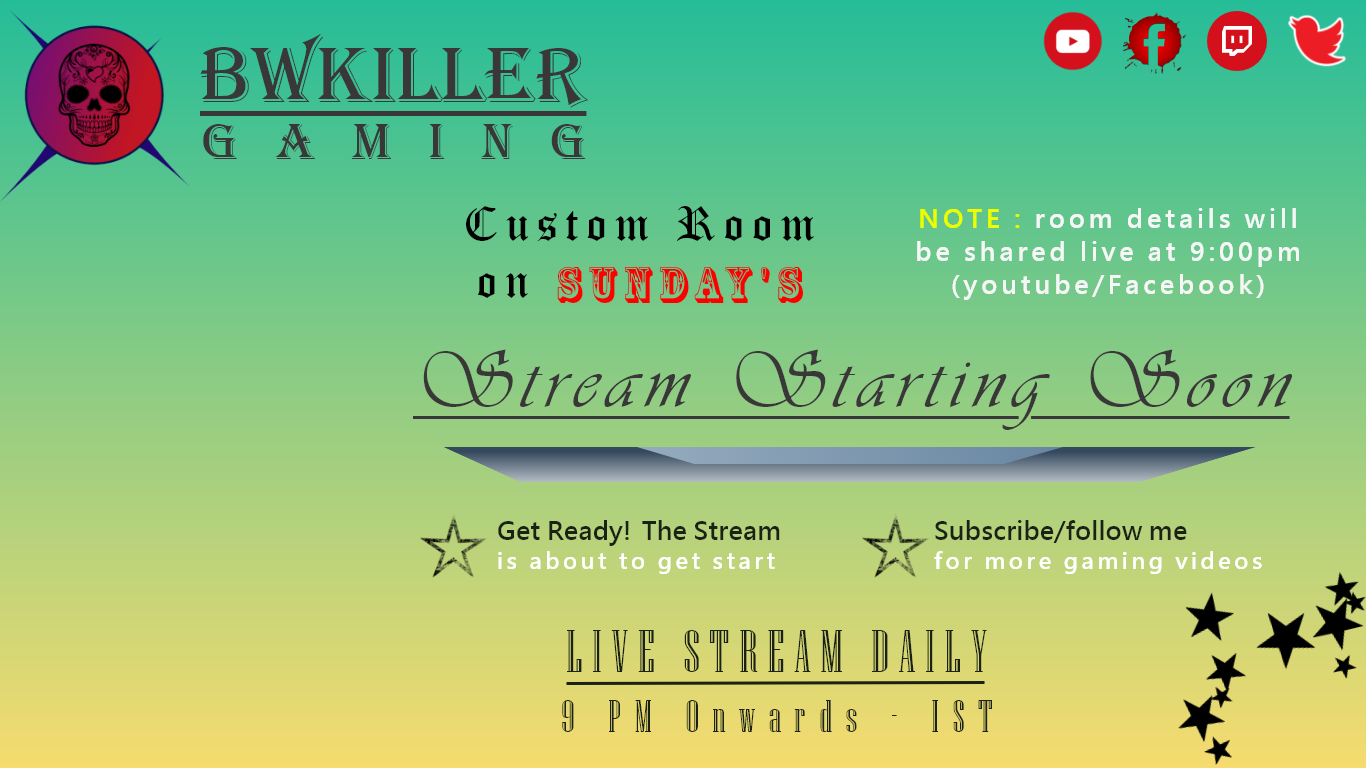 BWKILLER
GAMING
Custom Room
on SUNDAY'S
NOTE : room details will
be shared live at 9:00pm
(youtube/Facebook)
Stream Starting Soon
Get Ready! The Stream
is about to get start
Subscribe/follow me
for more gaming videos
LIVE STREAM DAILY
9 PM Onwards - IST